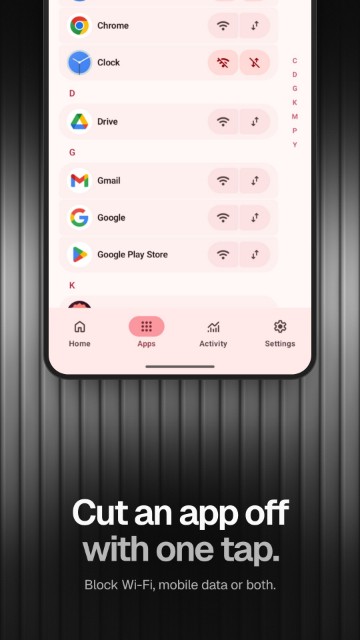 Chrome
Clock
C
D
D
G
K
M
P
Y
Drive
G
Gmail
Google
Google Play Store
K
Home
Apps
Activity
Settings
Cut an app off
with one tap.
Block Wi-Fi, mobile data or both.